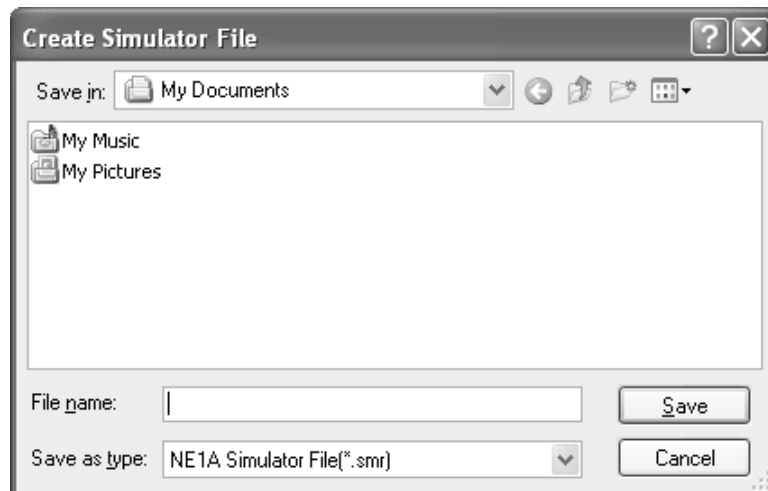 Create Simulator File
Save in: My Documents
My Music
My Pictures
File name:
Save
Save as type: NE1A Simulator File(*.smr)
Cancel